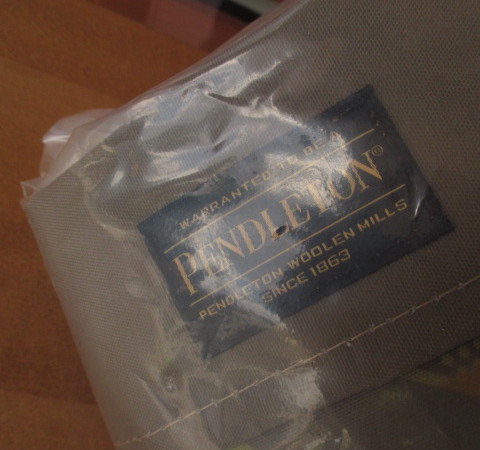 WARRANTED TO BE A
PENDLETON®
PENDLETON WOOLEN MILLS
SINCE 1863